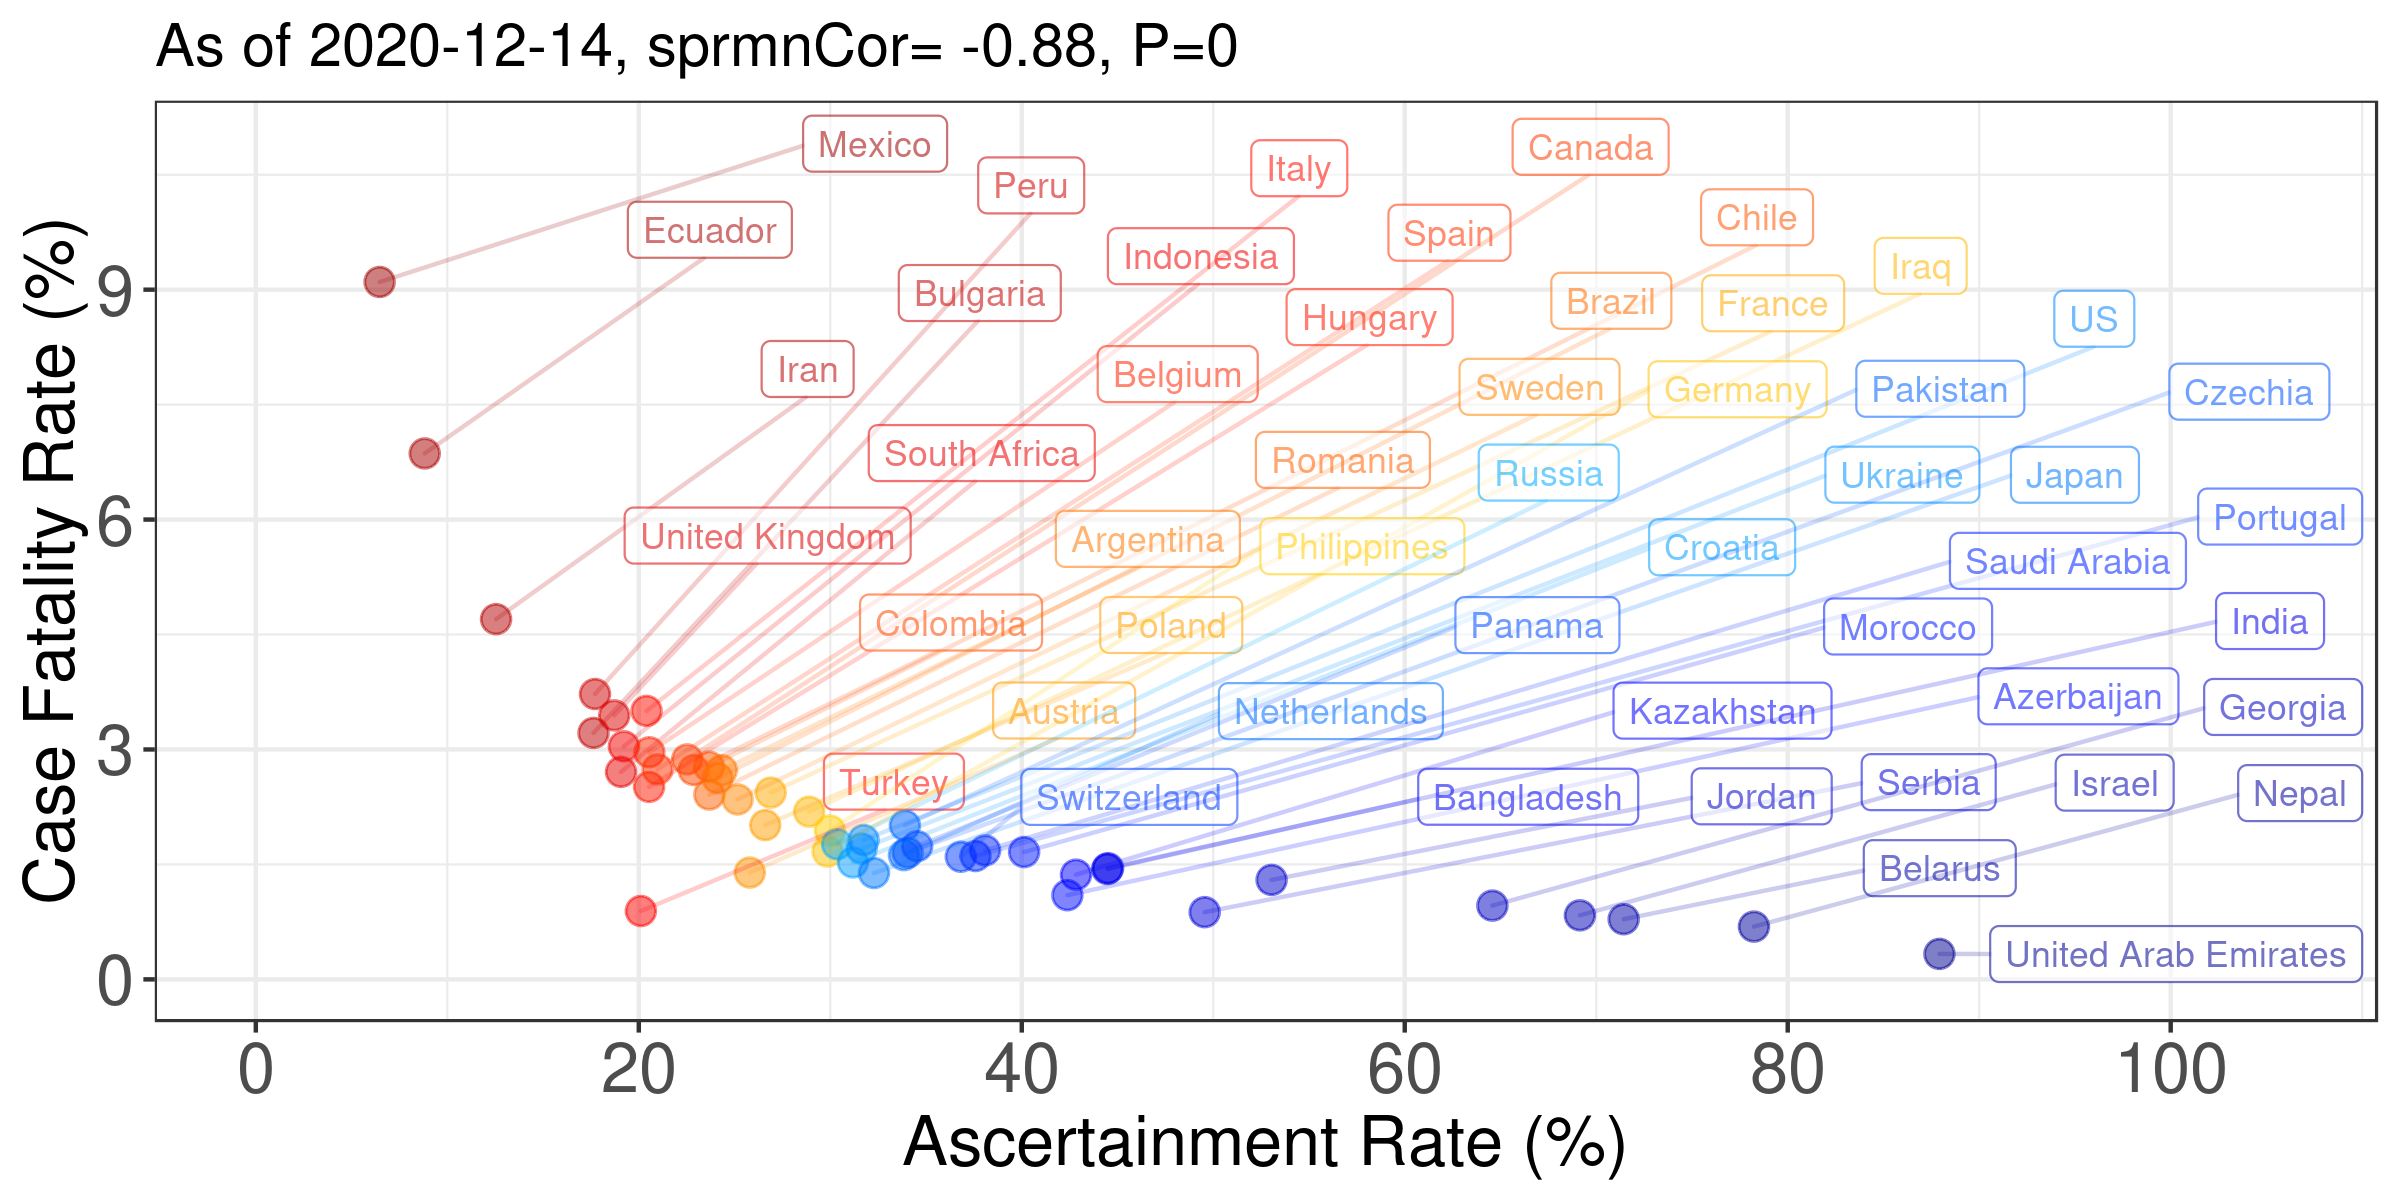 As of 2020-12-14, sprmnCor= -0.88, P=0
Case Fatality Rate (%)
9
6
3
0
Mexico
Canada
Italy
Peru
Chile
Ecuador
Spain
Indonesia
Iraq
Bulgaria
Brazil
France
Hungary
US
Iran
Belgium
Sweden
Germany
Pakistan
Czechia
South Africa
Romania
Russia
Ukraine
Japan
Portugal
United Kingdom
Argentina
Philippines
Croatia
Saudi Arabia
Colombia
Poland
Panama
Morocco
India
Austria
Netherlands
Kazakhstan
Azerbaijan
Georgia
Turkey
Switzerland
Bangladesh
Jordan
Serbia
Israel
Nepal
Belarus
United Arab Emirates
0
20
40
60
80
100
Ascertainment Rate (%)